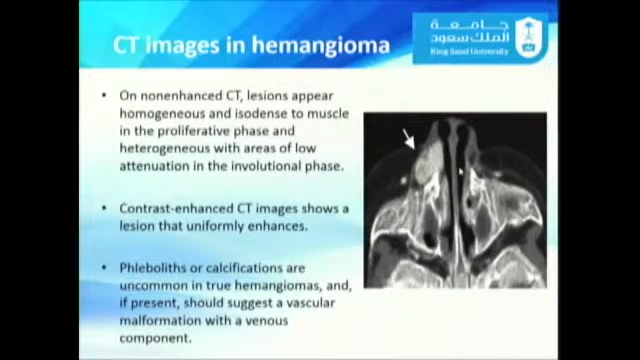 CT images in hemangioma
جامعة
الملك سعود
King Saud University
• On nonenhanced CT, lesions appear
homogeneous and isodense to muscle
in the proliferative phase and
heterogeneous with areas of low
attenuation in the involutional phase.
• Contrast-enhanced CT images shows a
lesion that uniformly enhances.
• Phleboliths or calcifications are
uncommon in true hemangiomas, and,
if present, should suggest a vascular
malformation with a venous
component.